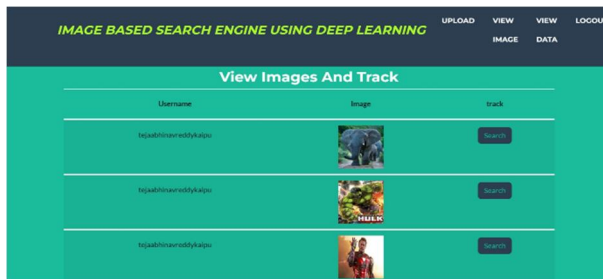 IMAGE BASED SEARCH ENGINE USING DEEP LEARNING
UPLOAD VIEW IMAGE VIEW DATA LOGOU
View Images And Track
Username Image track
tejaabhinavreddykaipu Search
tejaabhinavreddykaipu HULK Search
tejaabhinavreddykaipu Search